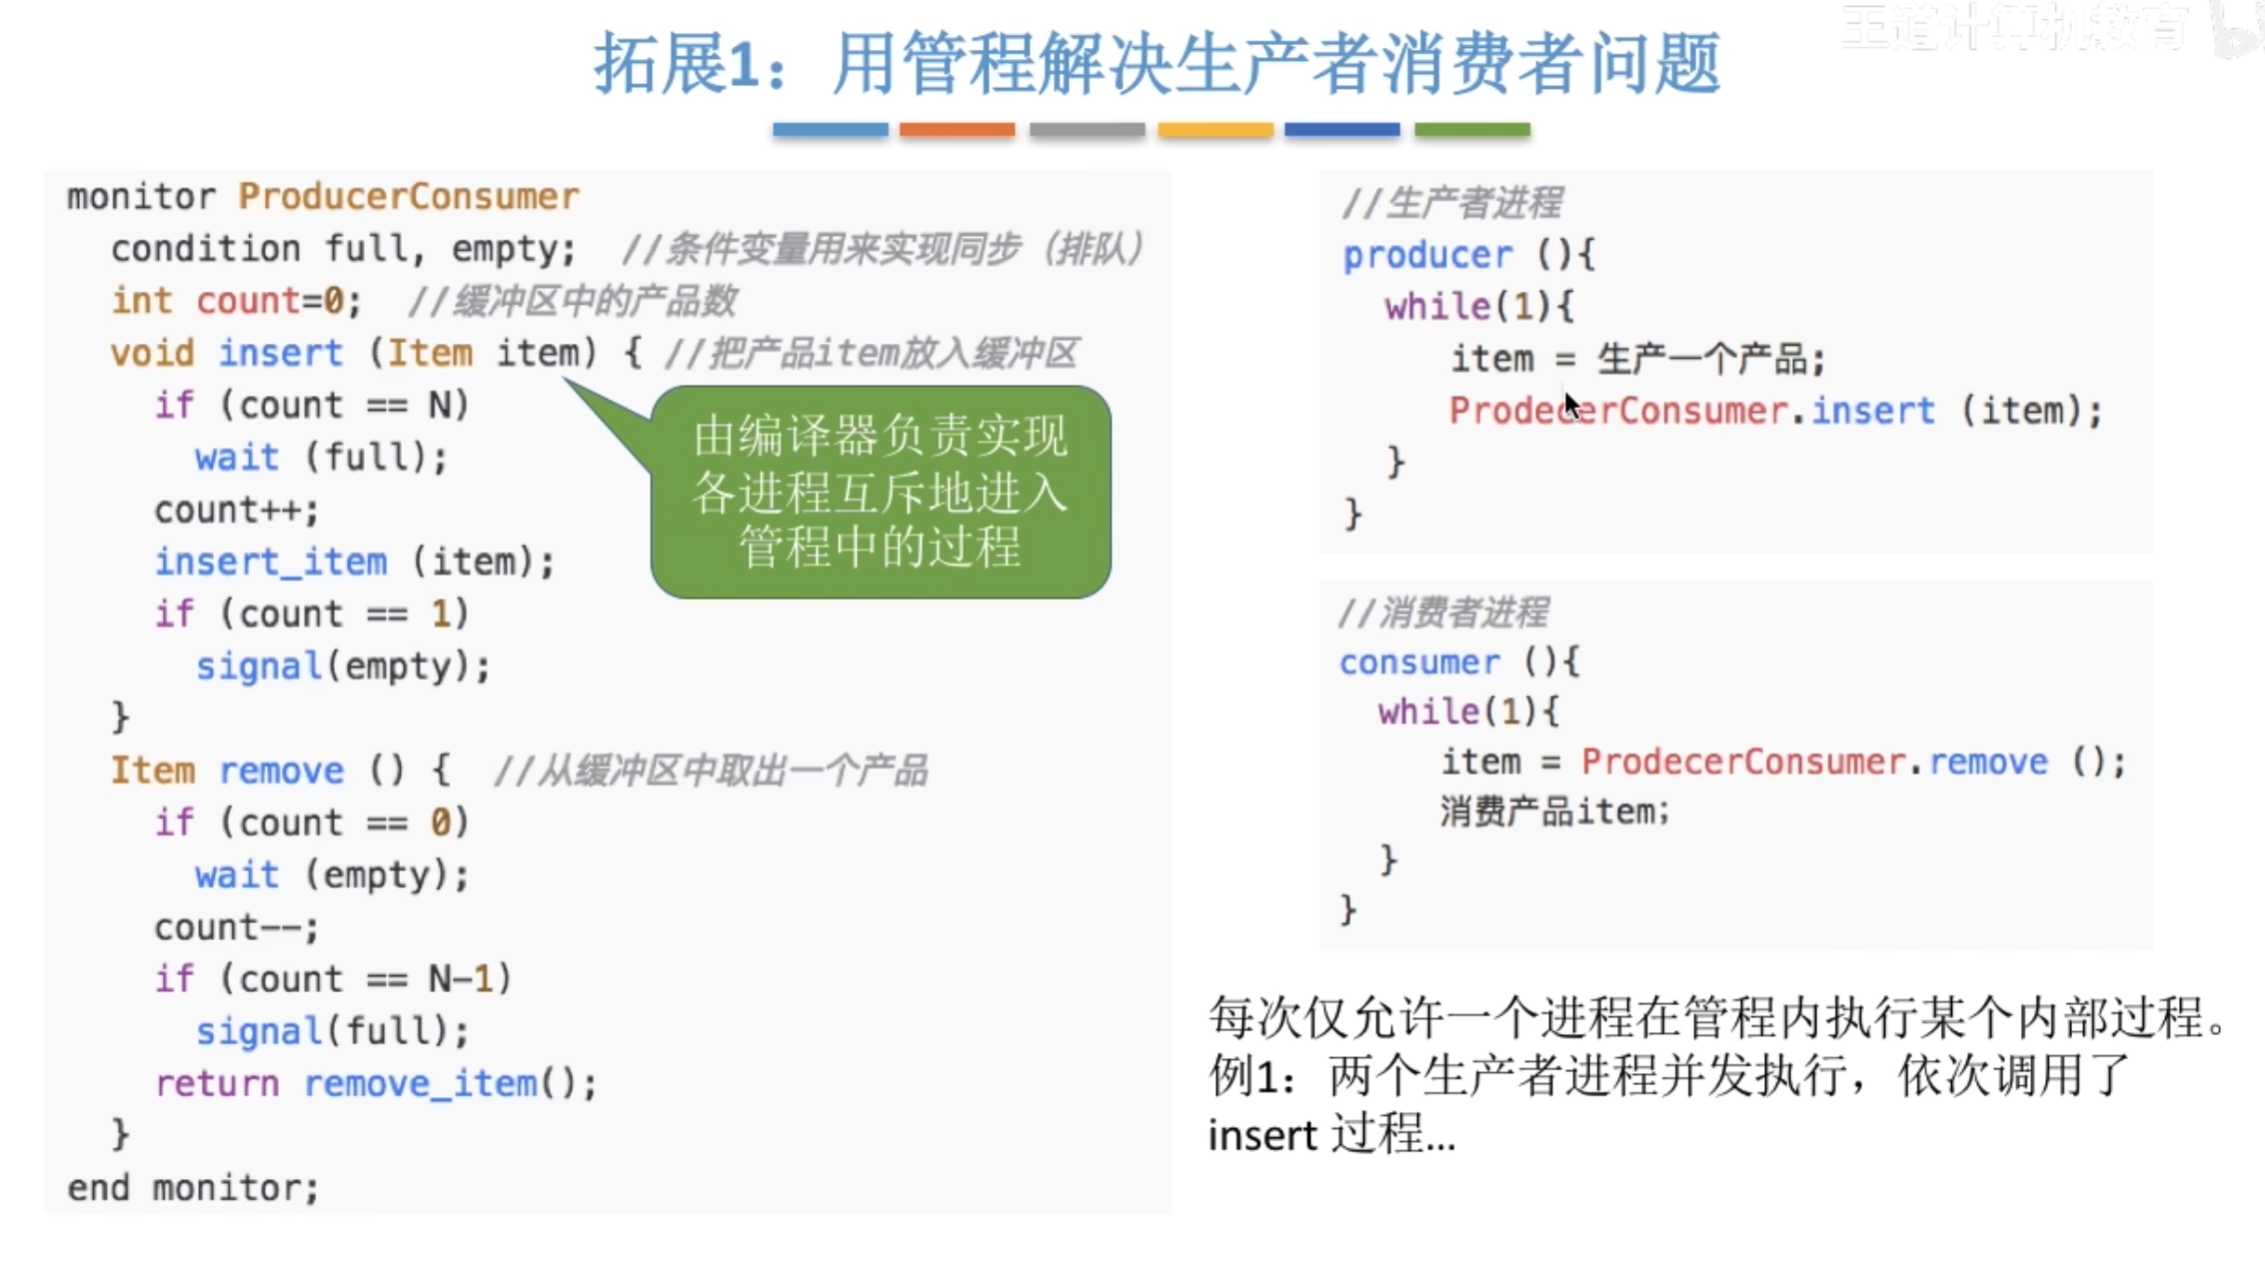 王道计算机教育
拓展1：用管程解决生产者消费者问题
monitor ProducerConsumer
condition full, empty; //条件变量用来实现同步（排队）
int count=0; //缓冲区中的产品数
void insert (Item item) { //把产品item放入缓冲区
if (count == N)
wait (full);
count++;
insert_item (item);
if (count == 1)
signal(empty);
}
Item remove () { //从缓冲区中取出一个产品
if (count == 0)
wait (empty);
count--;
if (count == N-1)
signal(full);
return remove_item();
}
end monitor;
由编译器负责实现
各进程互斥地进入
管程中的过程
//生产者进程
producer (){
while(1){
item = 生产一个产品;
ProdecerConsumer.insert (item);
}
}
//消费者进程
consumer (){
while(1){
item = ProdecerConsumer.remove ();
消费产品item;
}
}
每次仅允许一个进程在管程内执行某个内部过程。
例1：两个生产者进程并发执行，依次调用了
insert 过程...